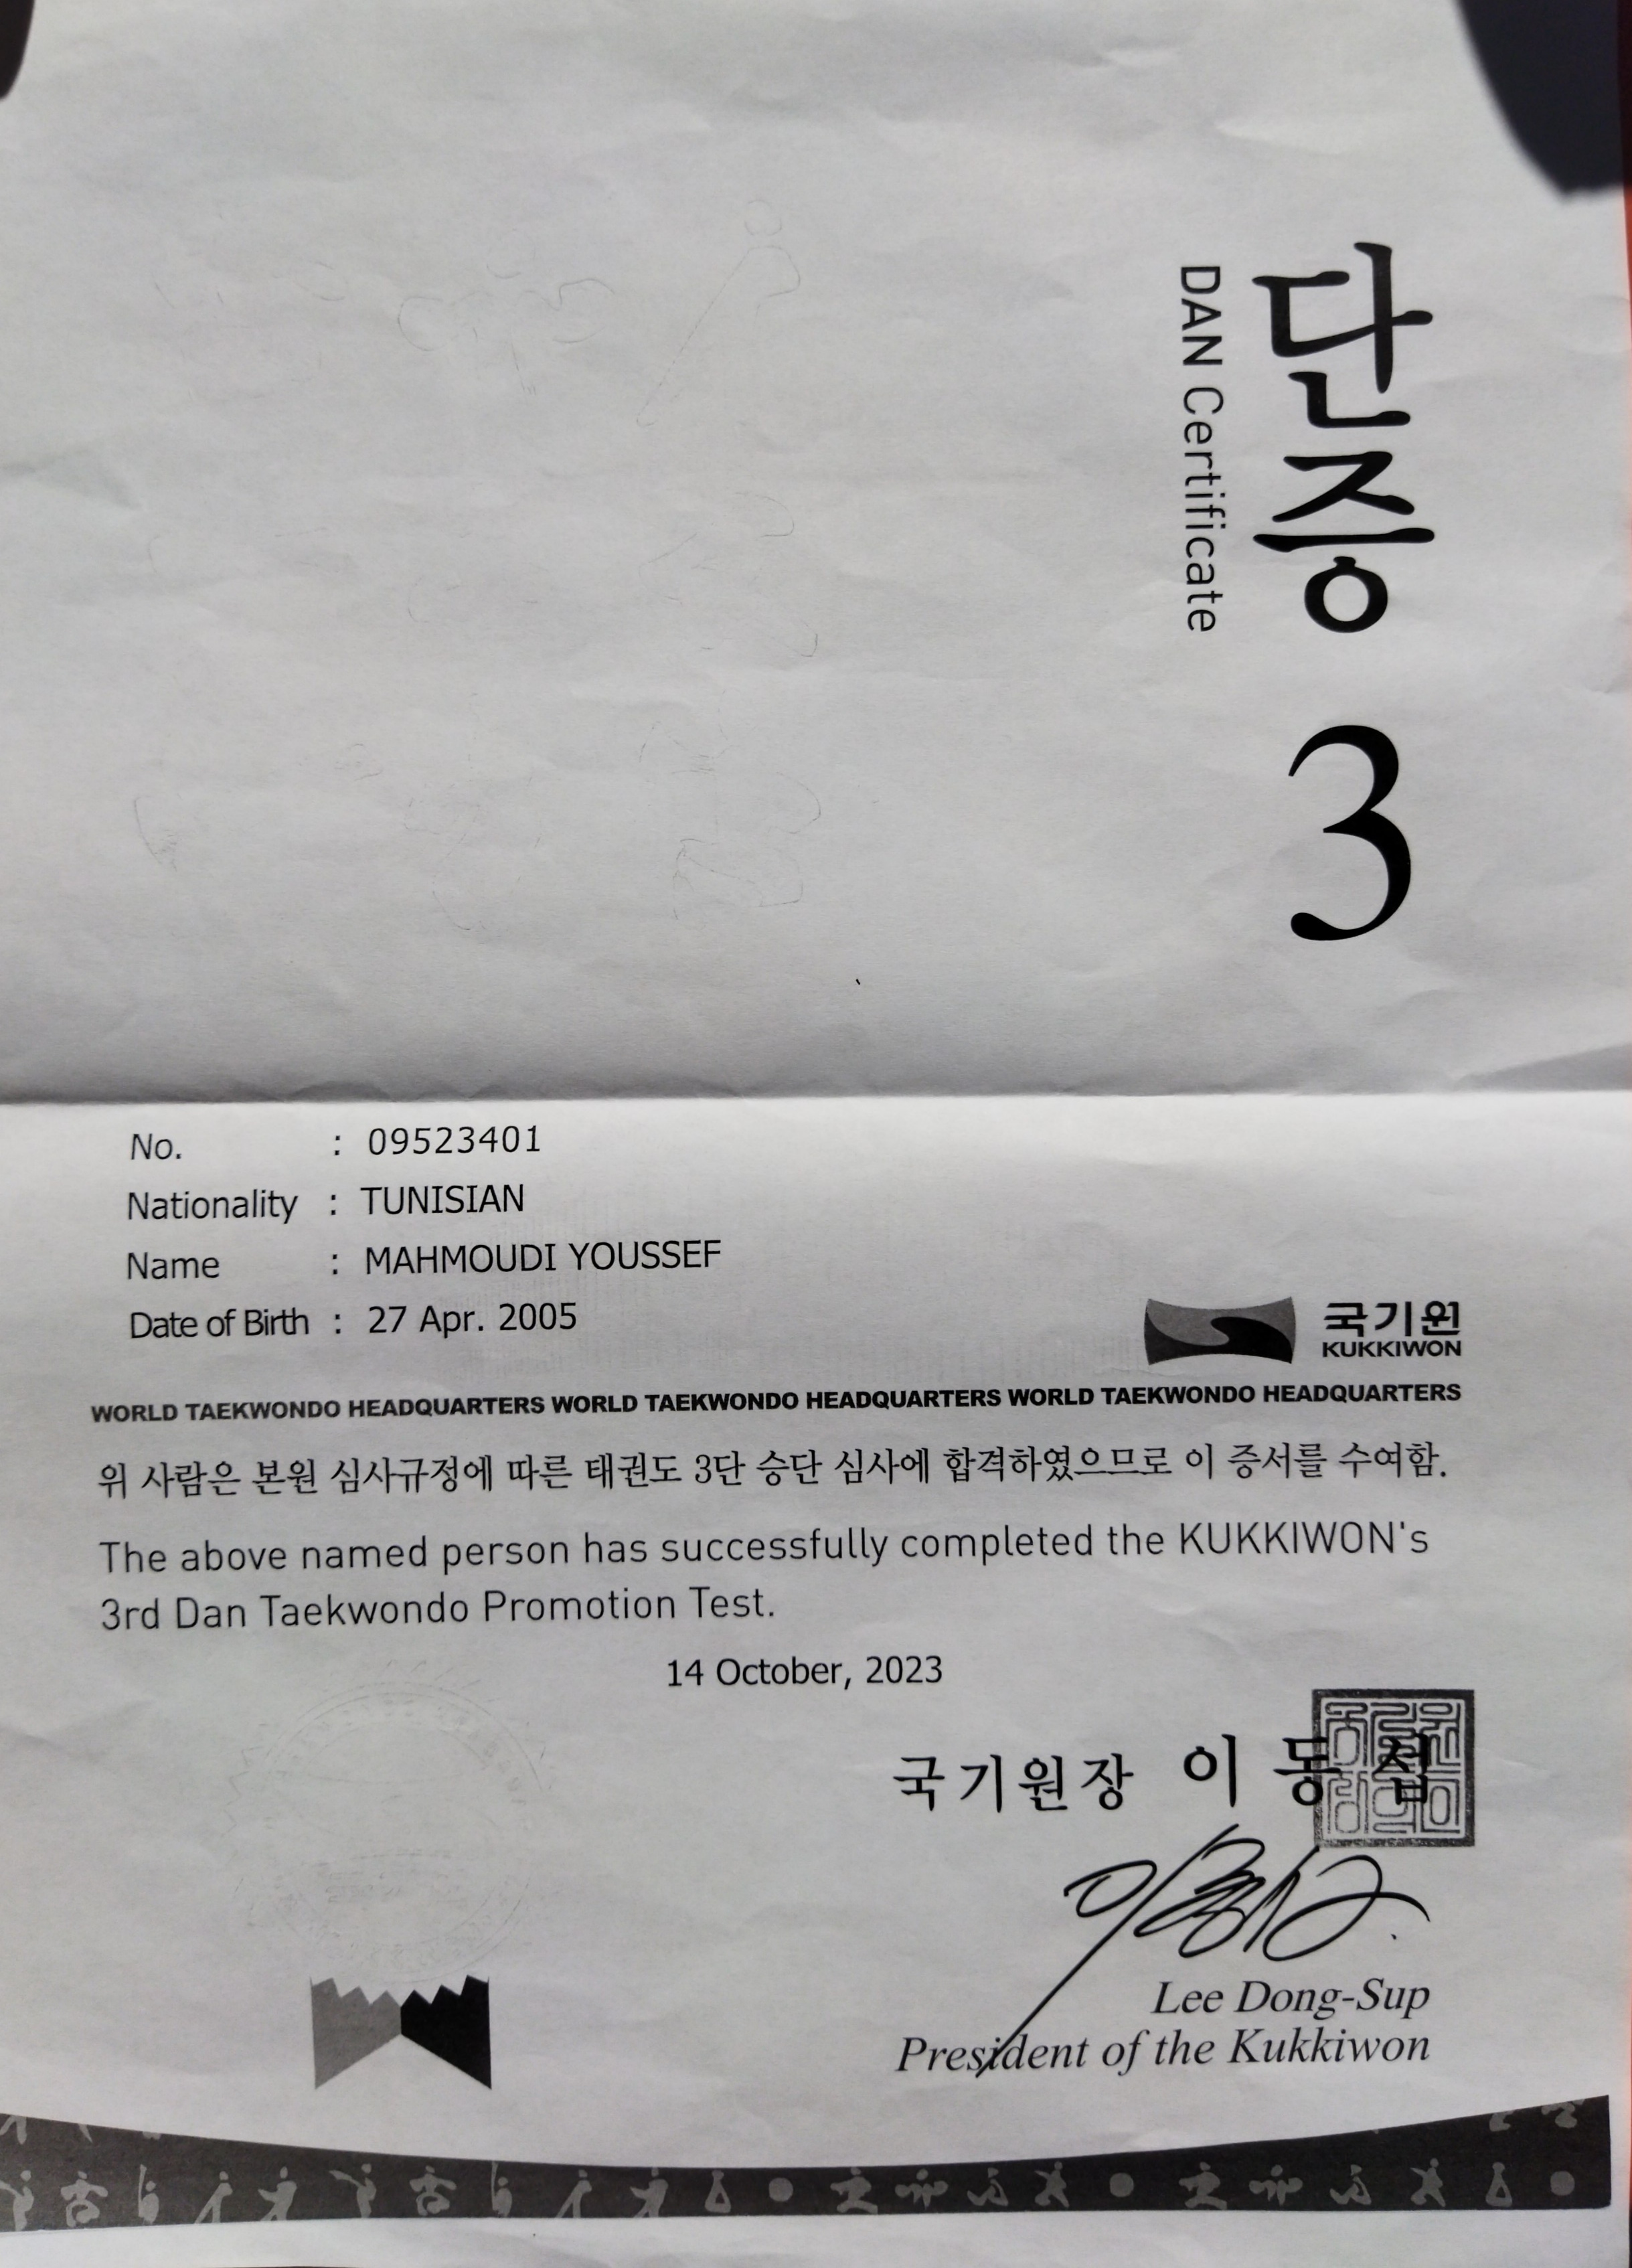 단증
DAN Certificate
3
No. : 09523401
Nationality : TUNISIAN
Name : MAHMOUDI YOUSSEF
Date of Birth : 27 Apr. 2005
국기원
KUKKIWON
WORLD TAEKWONDO HEADQUARTERS WORLD TAEKWONDO HEADQUARTERS WORLD TAEKWONDO HEADQUARTERS
위 사람은 본원 심사규정에 따른 태권도 3단 승단 심사에 합격하였으므로 이 증서를 수여함.
The above named person has successfully completed the KUKKIWON's
3rd Dan Taekwondo Promotion Test.
14 October, 2023
국기원장 이 동 섭
Lee Dong-Sup
President of the Kukkiwon